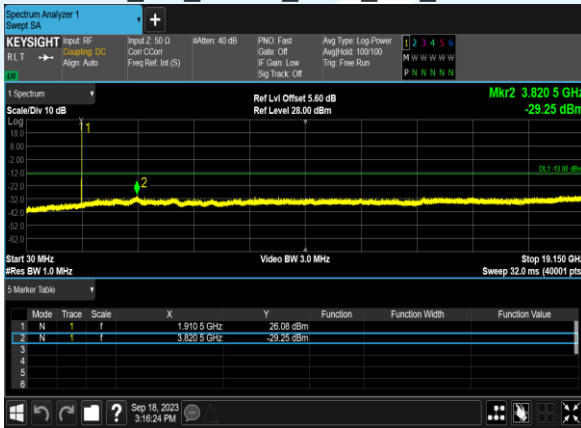 Spectrum Analyzer 1
Swept SA
+
KEYSIGHT Input: RF Input Z: 50 Ω #Atten: 40 dB PNO: Fast Avg Type: Log-Power 1 2 3 4 5 6
RLT Coupling: DC Corr CCorr Gate: Off Avg|Hold: 100/100 M W W W W W
Align: Auto Freq Ref: Int (S) IF Gain: Low Trig: Free Run
Sig Track: Off P N N N N N
1 Spectrum Ref Lvl Offset 5.60 dB Mkr2 3.820 5 GHz
Scale/Div 10 dB Ref Level 28.00 dBm -29.25 dBm
Log
1
18.0
8.00
-2.00
DL1 -13.00 dBm
-12.0
2
-22.0
-32.0
-42.0
-52.0
-62.0
Start 30 MHz Video BW 3.0 MHz Stop 19.150 GHz
#Res BW 1.0 MHz Sweep 32.0 ms (40001 pts)
5 Marker Table
Mode Trace Scale X Y Function Function Width Function Value
1 N 1 f 1.910 5 GHz 26.08 dBm
2 N 1 f 3.820 5 GHz -29.25 dBm
3
4
5
6
? Sep 18, 2023
3:16:24 PM